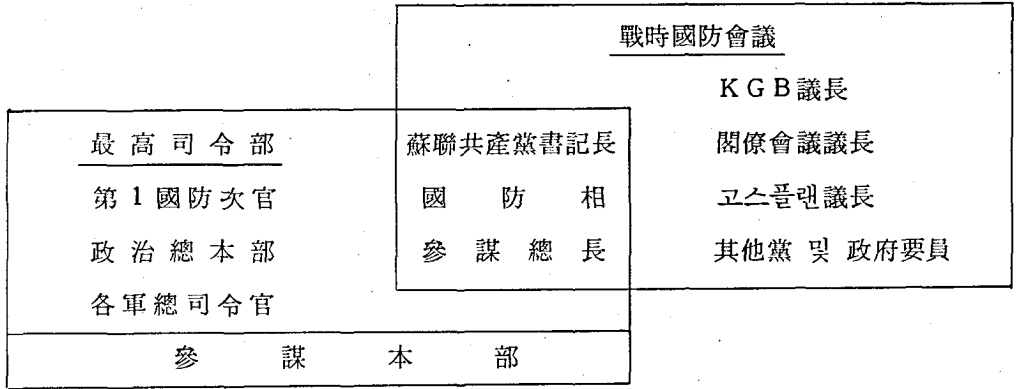 戰時國防會議
KGB議長
最高司令部 蘇聯共產黨書記長 閣僚會議議長
第1國防次官 國防相 고스플랜議長
政治總本部 參謀總長 其他黨 및 政府要員
各軍總司令官
參謀本部